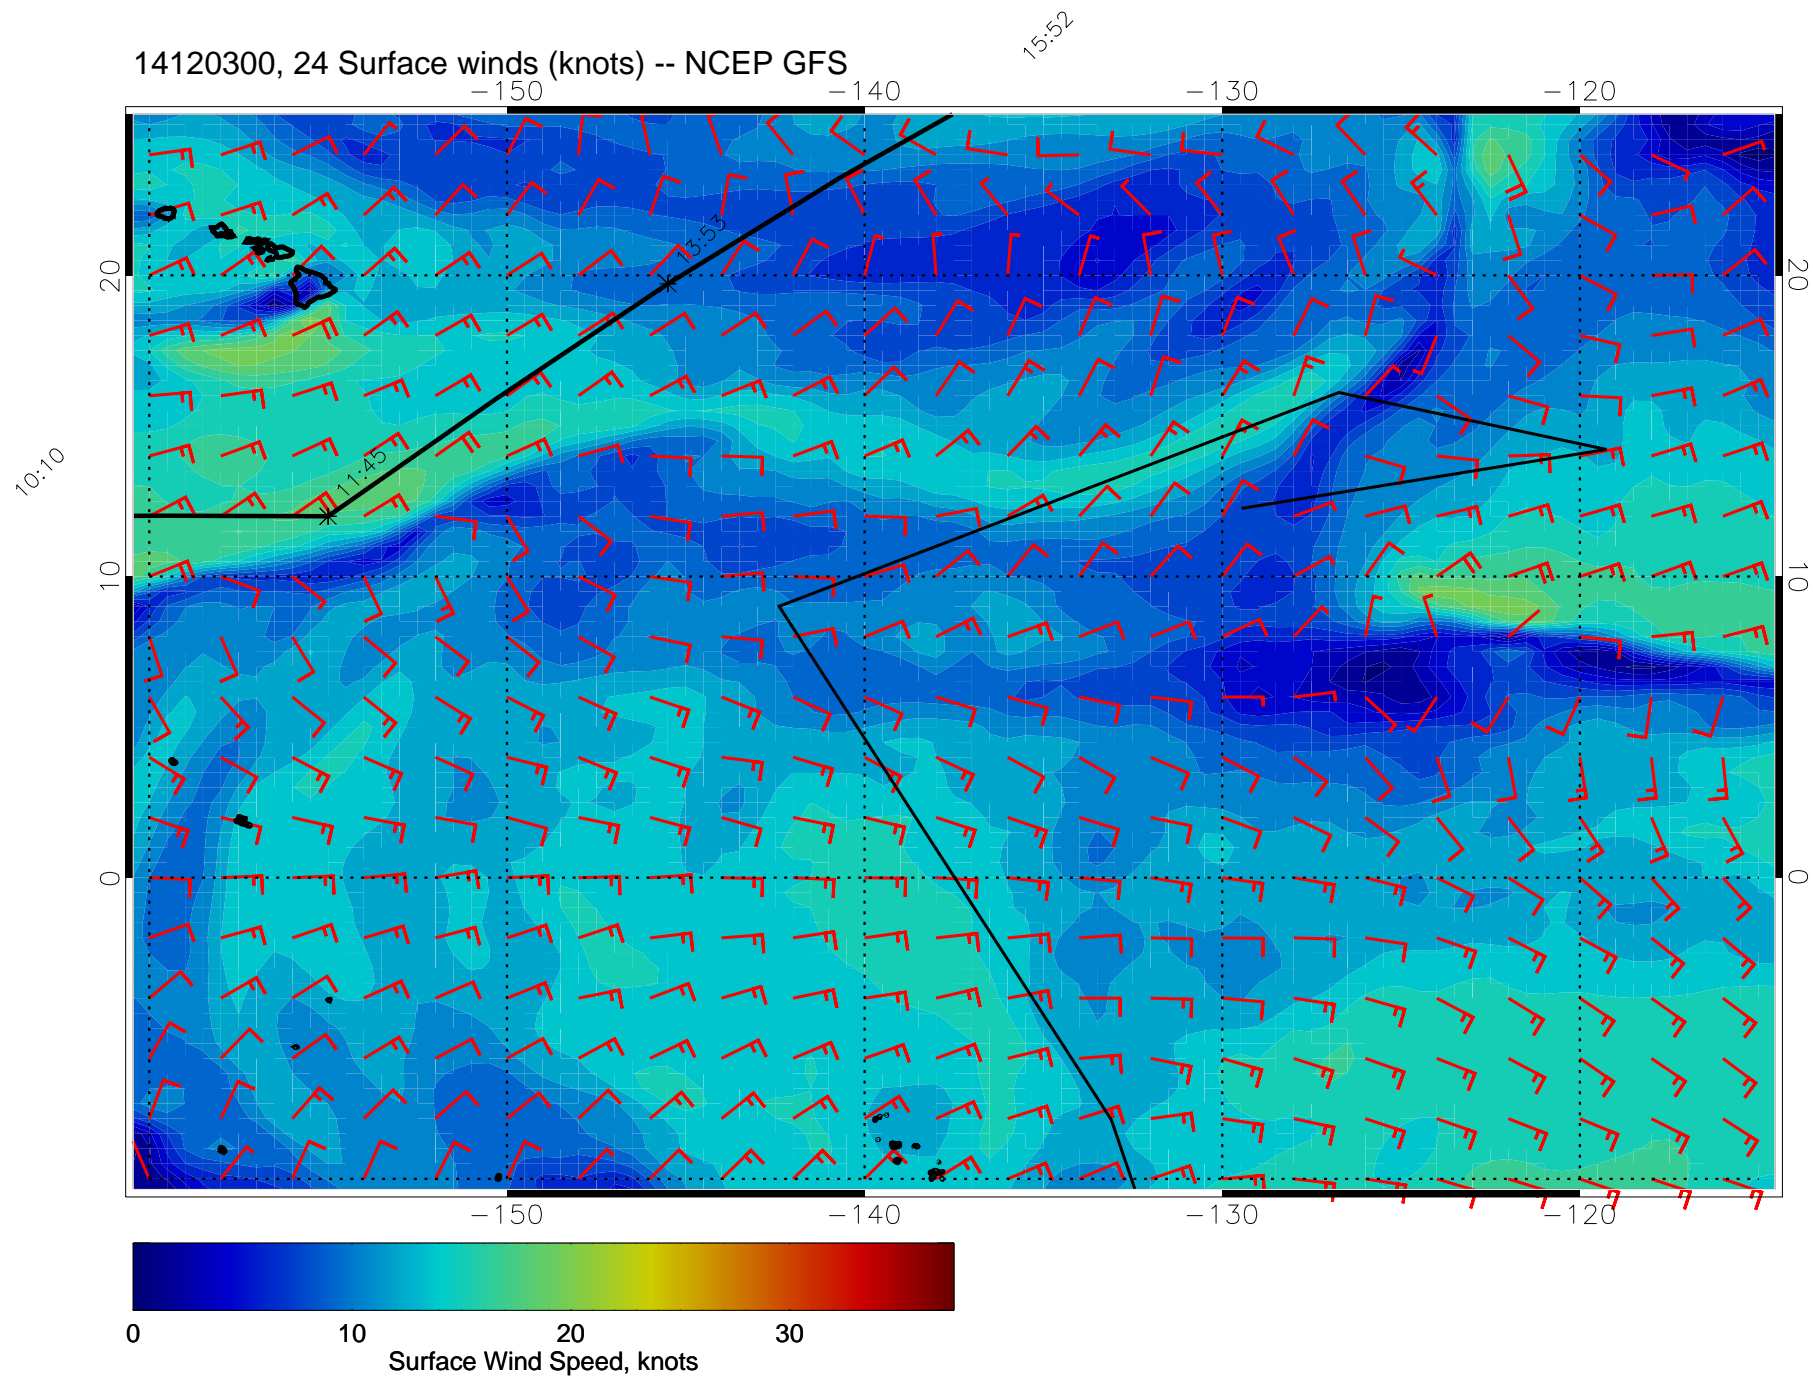 15:52
14120300, 24 Surface winds (knots) -- NCEP GFS
-150 -140 -130 -120
13:53
20 20
11:45
10:10
10 10
0 0
-150 -140 -130 -120
0 10 20 30
Surface Wind Speed, knots